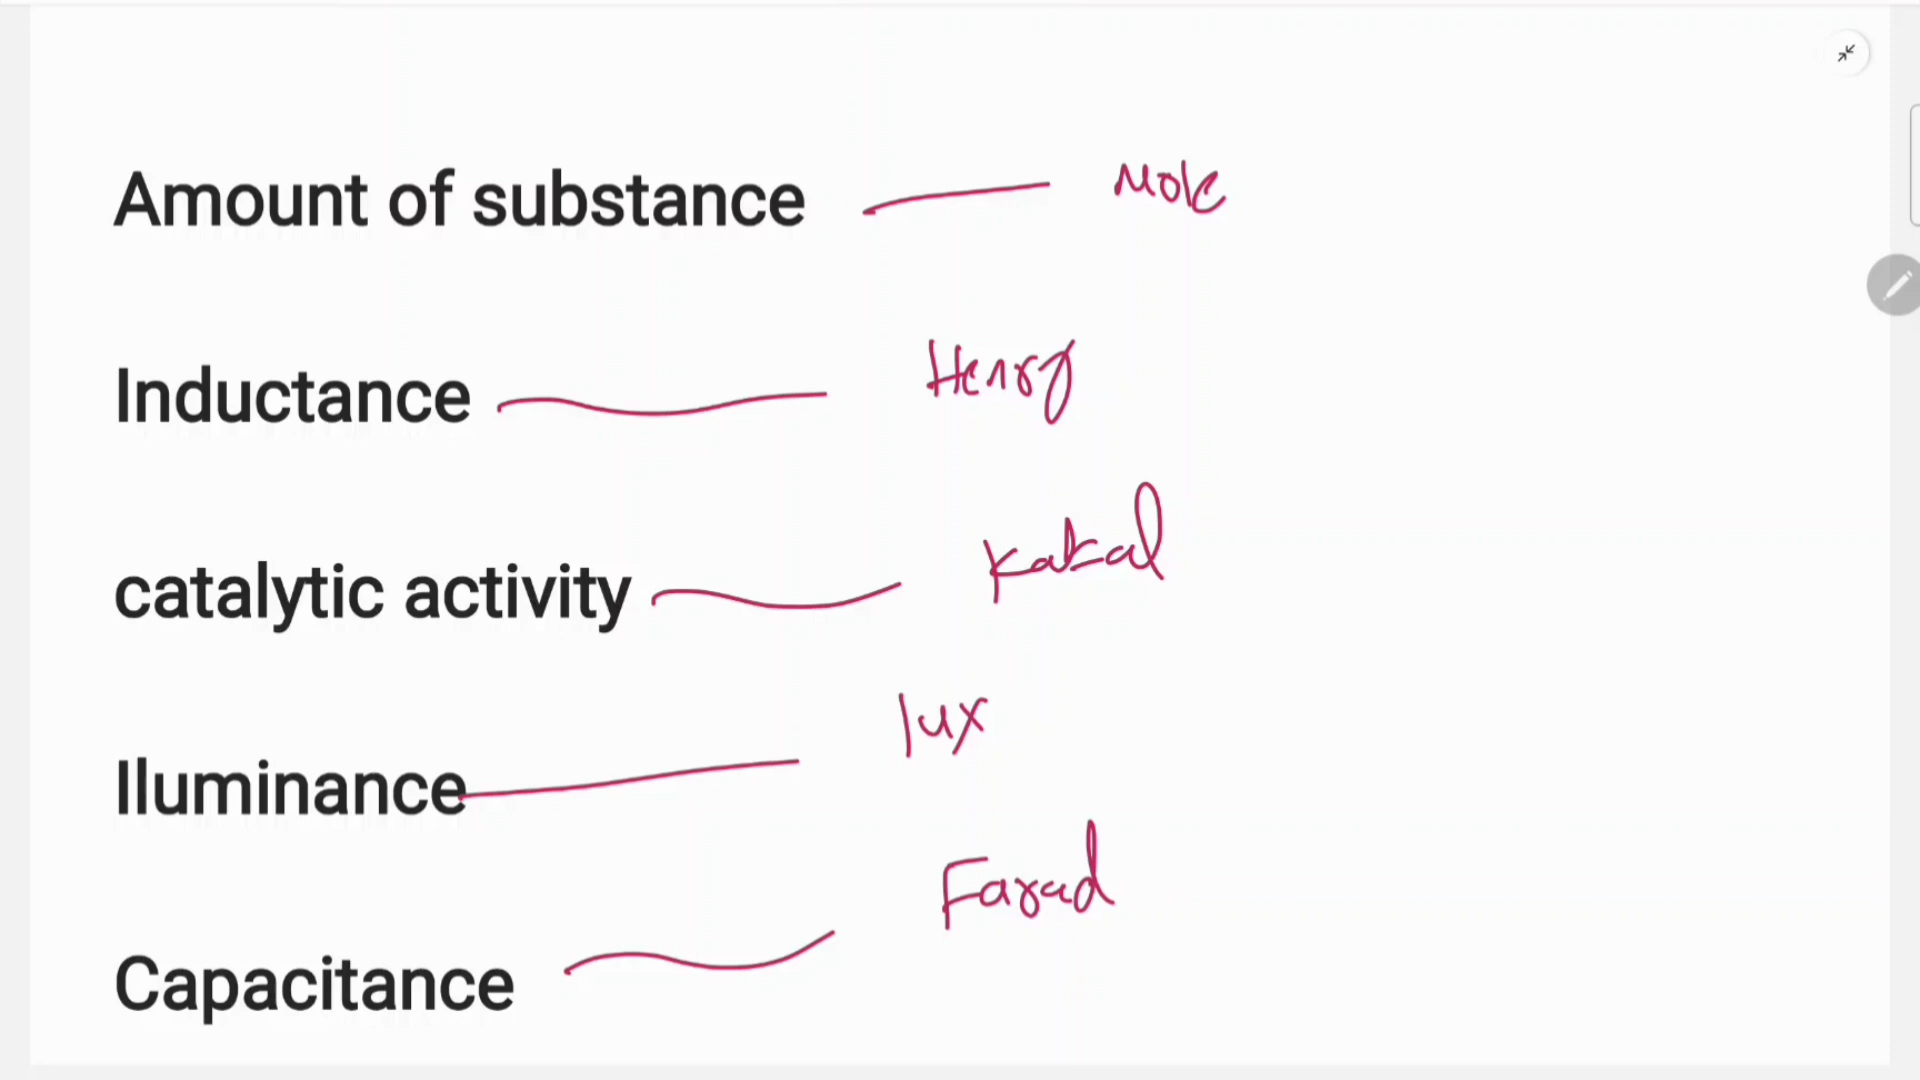 Amount of substance Mole
Inductance Henry
catalytic activity Katal
Iluminance lux
Capacitance Farad